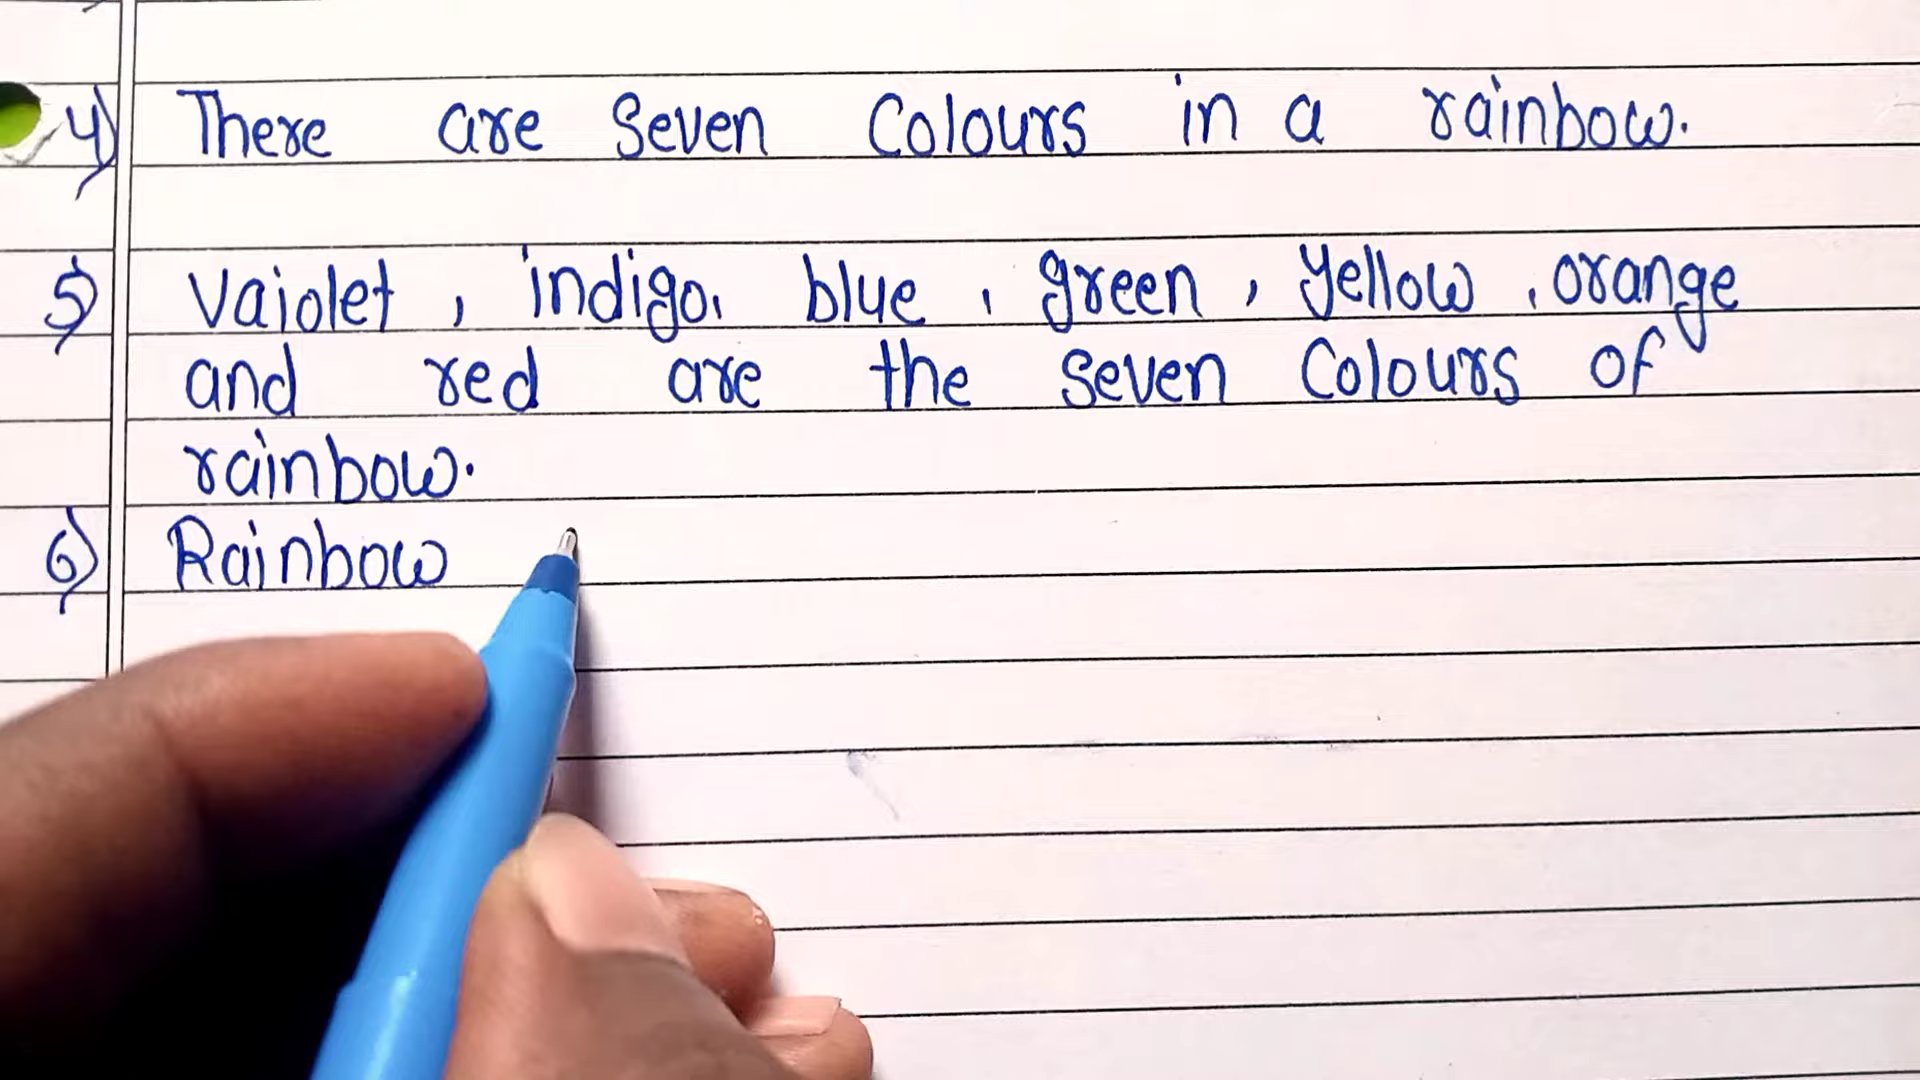 4) There are Seven Colours in a rainbow.
5) Vaiolet , indigo, blue , green , yellow , orange
and red are the seven Colours of
rainbow.
6) Rainbow